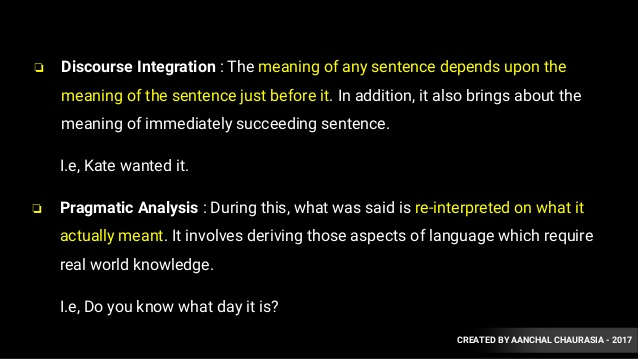 ❏ Discourse Integration : The meaning of any sentence depends upon the
meaning of the sentence just before it. In addition, it also brings about the
meaning of immediately succeeding sentence.
I.e, Kate wanted it.
❏ Pragmatic Analysis : During this, what was said is re-interpreted on what it
actually meant. It involves deriving those aspects of language which require
real world knowledge.
I.e, Do you know what day it is?
CREATED BY AANCHAL CHAURASIA - 2017